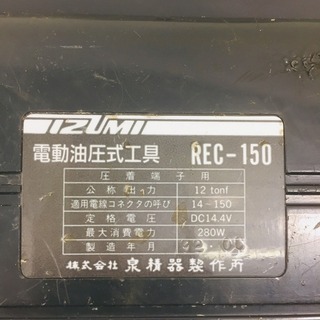 IZUMI
電動油圧式工具 REC-150
圧着端子用
公称出力 12 tonf
適用電線コネクタの呼び 14-150
定格電圧 DC14.4V
最大消費電力 280W
製造年月
株式会社 泉精器製作所